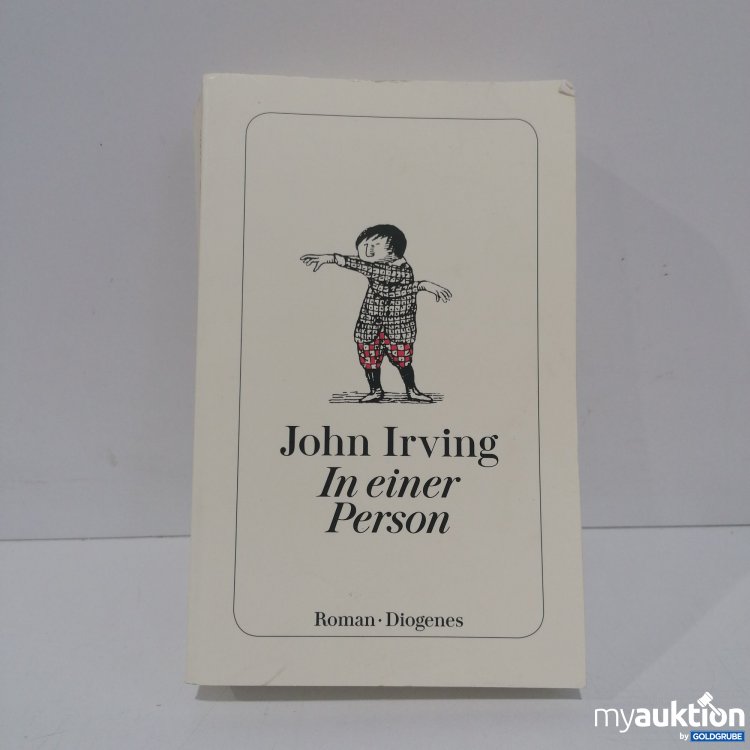 John Irving
In einer
Person
Roman · Diogenes
myauktion
by GOLDGRUBE